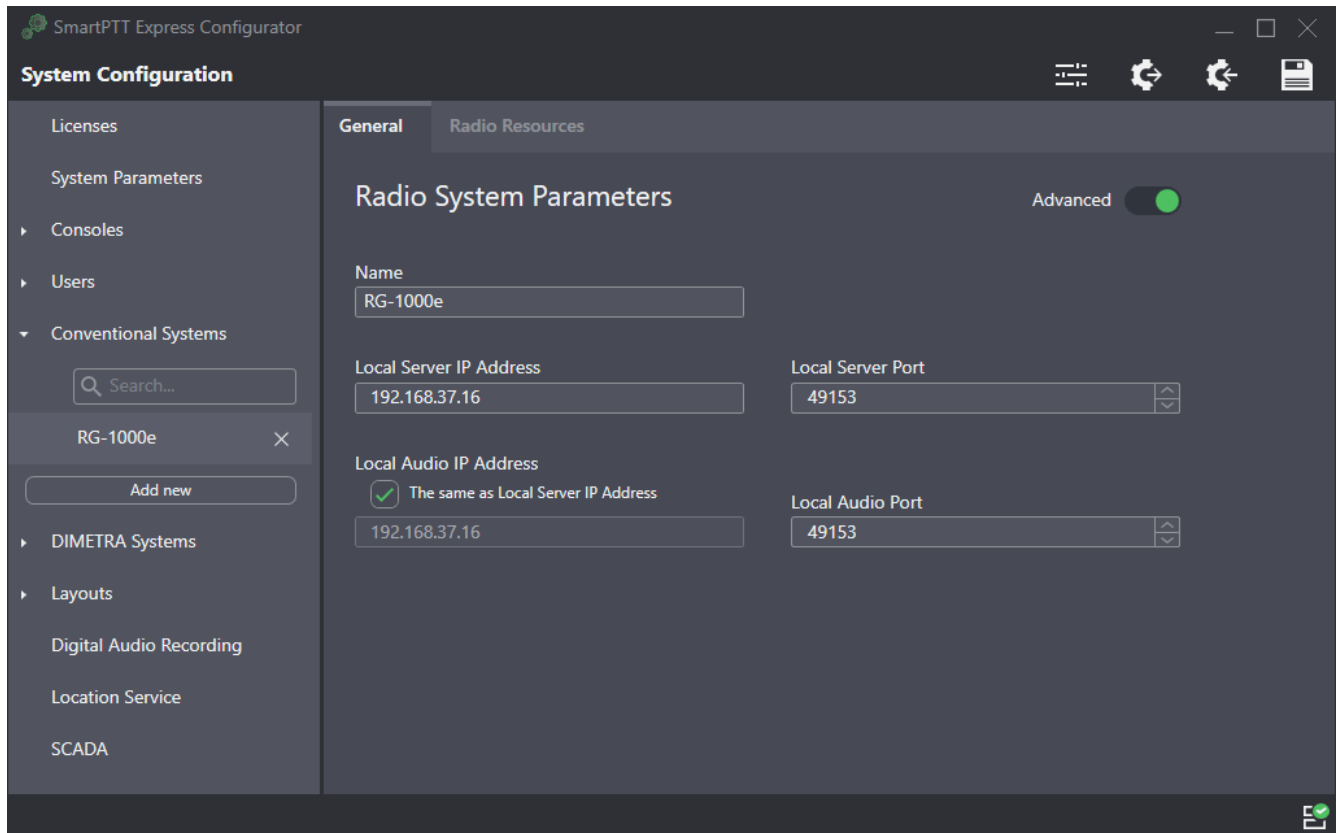 SmartPTT Express Configurator
System Configuration
Licenses
System Parameters
Consoles
Users
Conventional Systems
Search...
RG-1000e
Add new
DIMETRA Systems
Layouts
Digital Audio Recording
Location Service
SCADA
General
Radio Resources
Radio System Parameters
Advanced
Name
RG-1000e
Local Server IP Address
192.168.37.16
Local Server Port
49153
Local Audio IP Address
The same as Local Server IP Address
192.168.37.16
Local Audio Port
49153